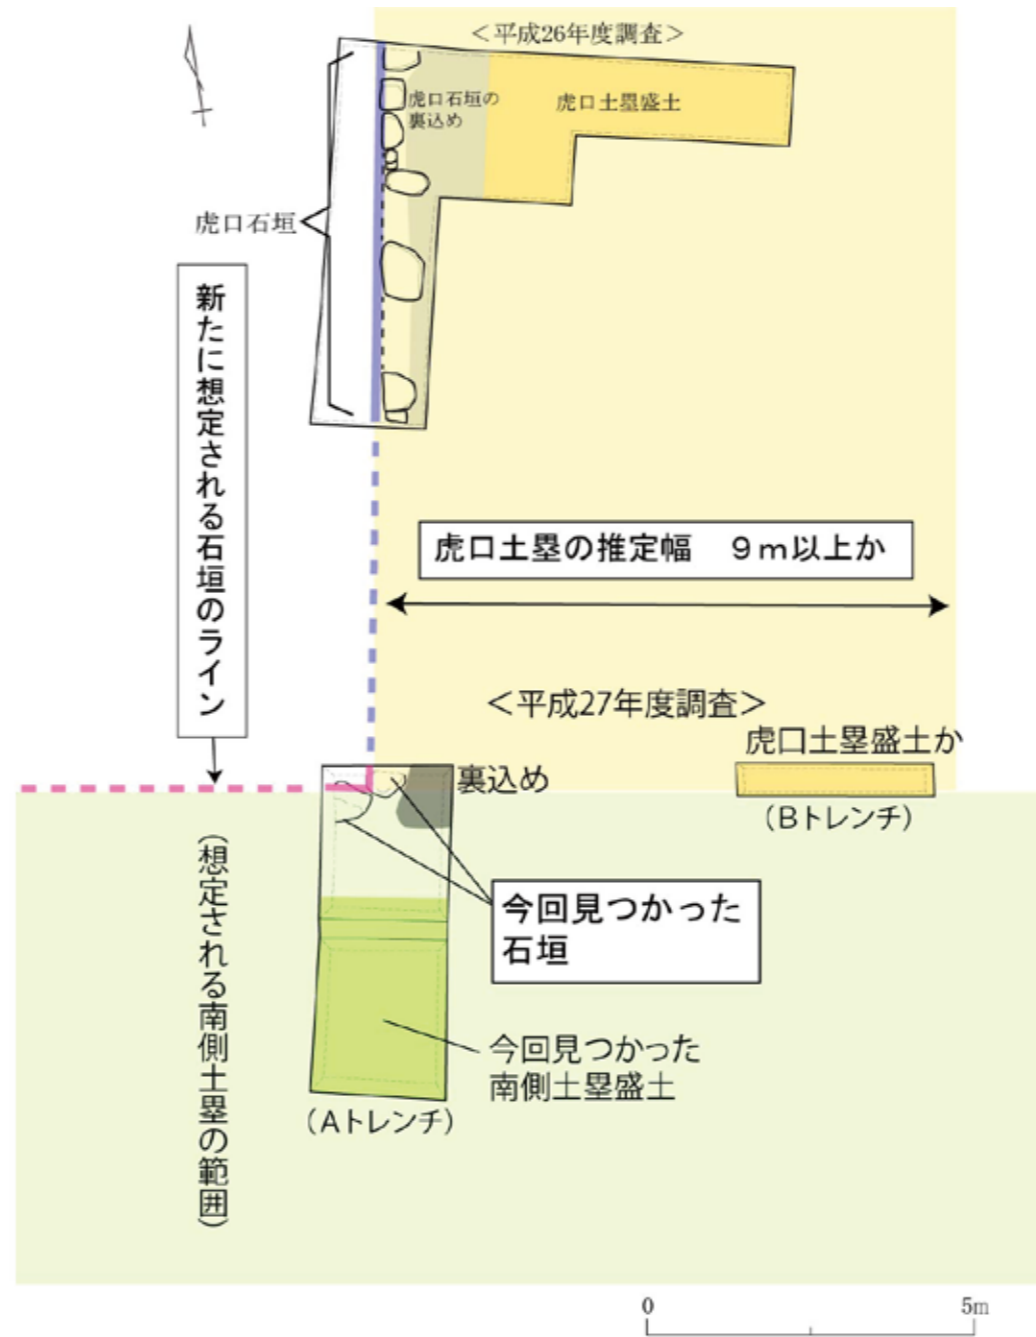 ＜平成26年度調査＞
虎口石垣の
裏込め
虎口土塁盛土
虎口石垣
新たに想定される石垣のライン
虎口土塁の推定幅　９ｍ以上か
＜平成27年度調査＞
虎口土塁盛土か
裏込め
（Ｂトレンチ）
（想定される南側土塁の範囲）
今回見つかった
石垣
今回見つかった
南側土塁盛土
（Ａトレンチ）
0
5m